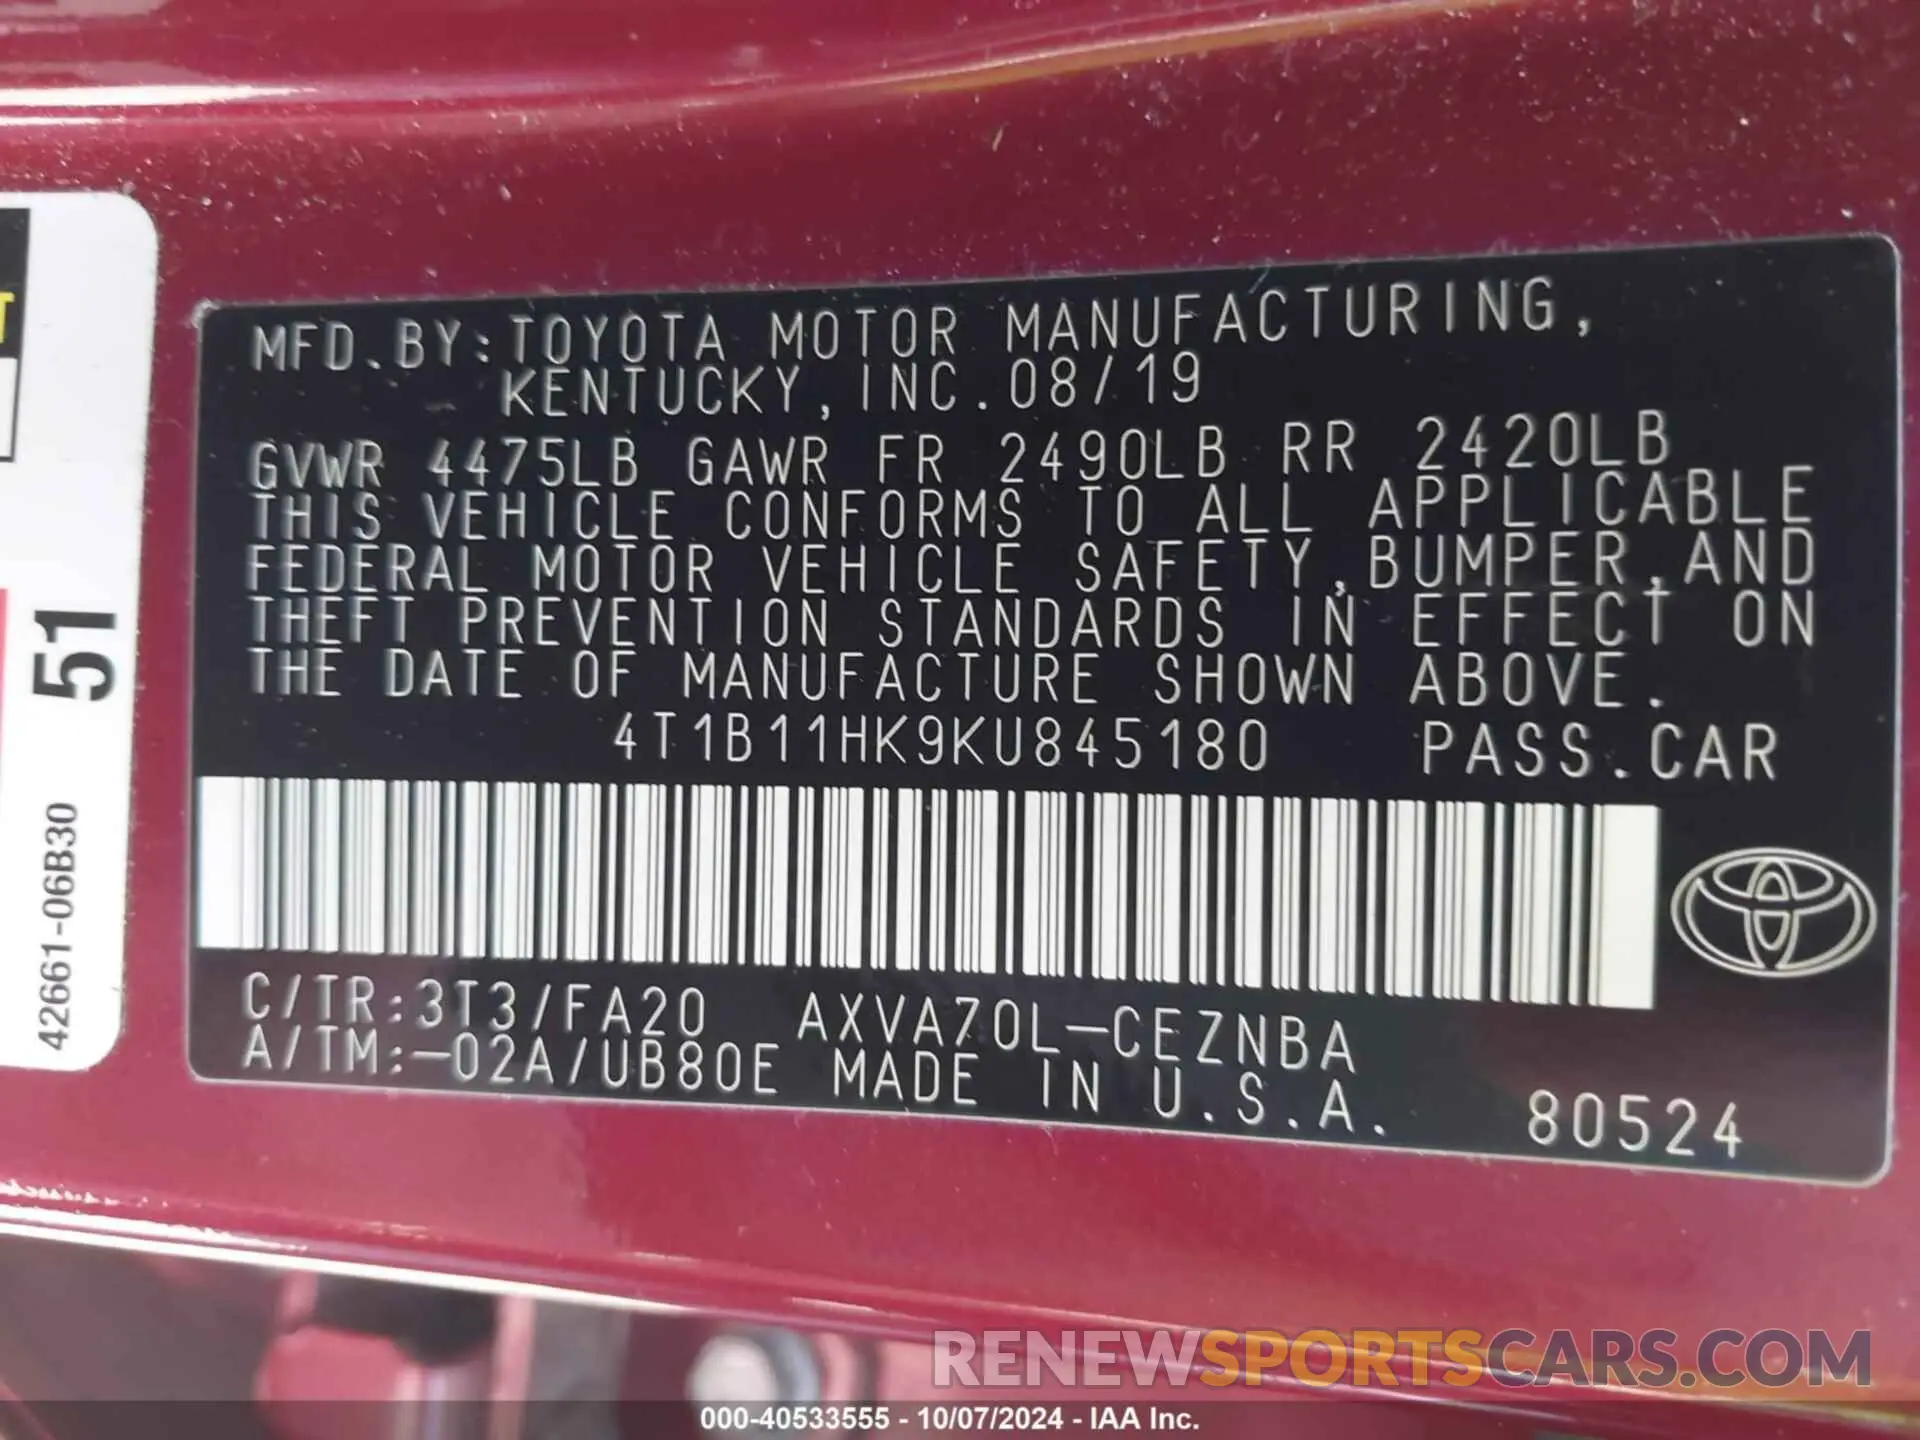 MFD.BY:TOYOTA MOTOR MANUFACTURING,
KENTUCKY,INC.08/19
GVWR 4475LB GAWR FR 2490LB RR 2420LB
THIS VEHICLE CONFORMS TO ALL APPLICABLE
FEDERAL MOTOR VEHICLE SAFETY,BUMPER,AND
THEFT PREVENTION STANDARDS IN EFFECT ON
THE DATE OF MANUFACTURE SHOWN ABOVE.
4T1B11HK9KU845180 PASS.CAR
C/TR:3T3/FA20 AXVA70L-CEZNBA
A/TM:-02A/UB80E MADE IN U.S.A.
80524
51
42661-06B30
T
RENEWSPORTSCARS.COM
000-40533555 - 10/07/2024 - IAA Inc.